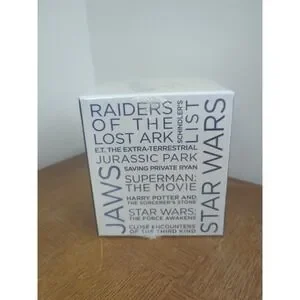 RAIDERS
OF THE
LOST ARK
SCHINDLER'S
LIST
E.T. THE EXTRA-TERRESTRIAL
JURASSIC PARK
SAVING PRIVATE RYAN
JAWS
SUPERMAN:
THE MOVIE
STAR WARS
HARRY POTTER AND
THE SORCERER'S STONE
STAR WARS:
THE FORCE AWAKENS
CLOSE ENCOUNTERS
OF THE THIRD KIND